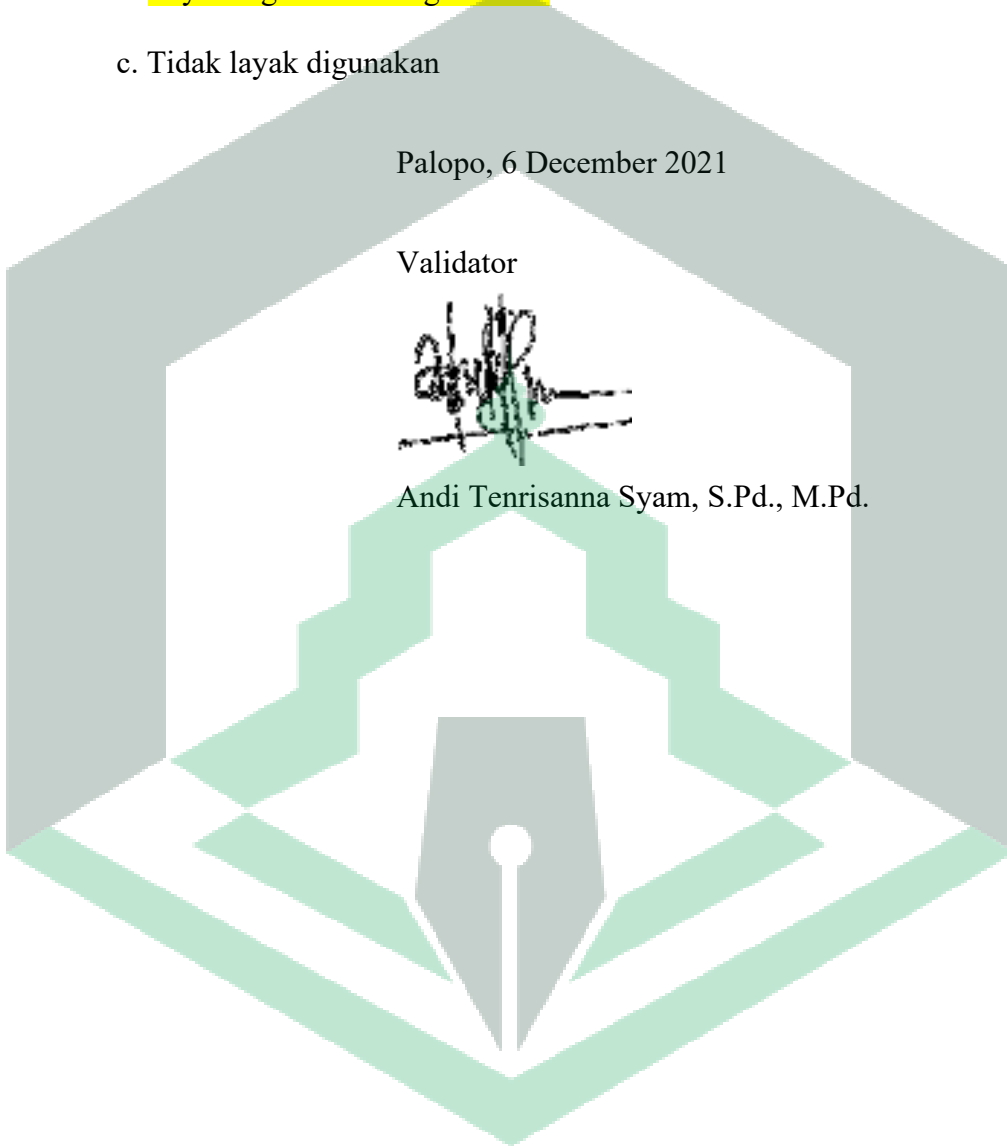 c. Tidak layak digunakan
Palopo, 6 December 2021
Validator
Andi Tenrisanna Syam, S.Pd., M.Pd.